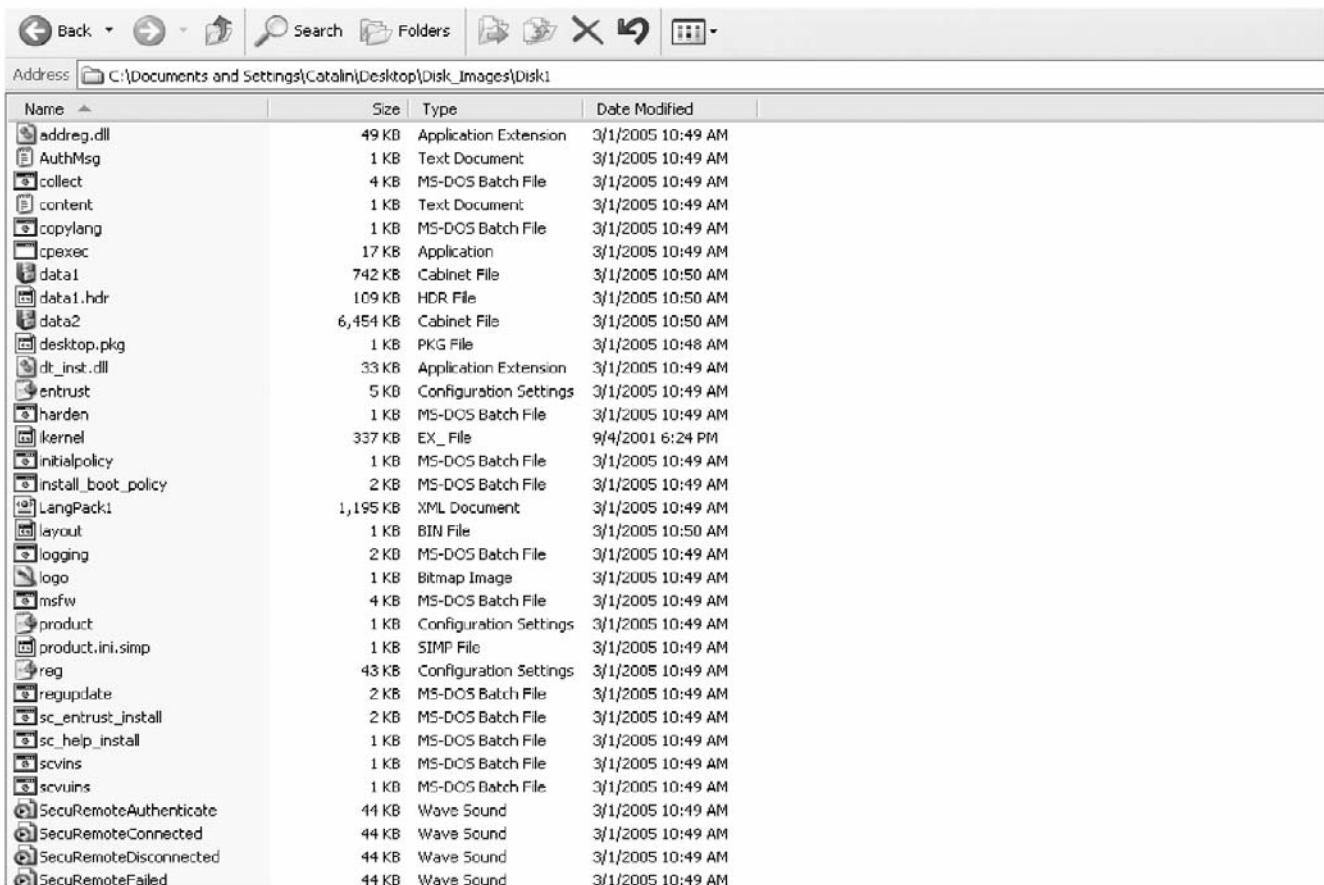 Back Search Folders
Address C:\Documents and Settings\Catalin\Desktop\Disk_Images\Disk1
Name Size Type Date Modified
addreg.dll 49 KB Application Extension 3/1/2005 10:49 AM
AuthMsg 1 KB Text Document 3/1/2005 10:49 AM
collect 4 KB MS-DOS Batch File 3/1/2005 10:49 AM
content 1 KB Text Document 3/1/2005 10:49 AM
copylang 1 KB MS-DOS Batch File 3/1/2005 10:49 AM
cpexec 17 KB Application 3/1/2005 10:49 AM
data1 742 KB Cabinet File 3/1/2005 10:50 AM
data1.hdr 109 KB HDR File 3/1/2005 10:50 AM
data2 6,454 KB Cabinet File 3/1/2005 10:50 AM
desktop.pkg 1 KB PKG File 3/1/2005 10:48 AM
dt_inst.dll 33 KB Application Extension 3/1/2005 10:49 AM
entrust 5 KB Configuration Settings 3/1/2005 10:49 AM
harden 1 KB MS-DOS Batch File 3/1/2005 10:49 AM
ikernel 337 KB EX_ File 9/4/2001 6:24 PM
initialpolicy 1 KB MS-DOS Batch File 3/1/2005 10:49 AM
install_boot_policy 2 KB MS-DOS Batch File 3/1/2005 10:49 AM
LangPack1 1,195 KB XML Document 3/1/2005 10:49 AM
layout 1 KB BIN File 3/1/2005 10:50 AM
logging 2 KB MS-DOS Batch File 3/1/2005 10:49 AM
logo 1 KB Bitmap Image 3/1/2005 10:49 AM
msfw 4 KB MS-DOS Batch File 3/1/2005 10:49 AM
product 1 KB Configuration Settings 3/1/2005 10:49 AM
product.ini.simp 1 KB SIMP File 3/1/2005 10:49 AM
reg 43 KB Configuration Settings 3/1/2005 10:49 AM
regupdate 2 KB MS-DOS Batch File 3/1/2005 10:49 AM
sc_entrust_install 2 KB MS-DOS Batch File 3/1/2005 10:49 AM
sc_help_install 1 KB MS-DOS Batch File 3/1/2005 10:49 AM
scvins 1 KB MS-DOS Batch File 3/1/2005 10:49 AM
scvuins 1 KB MS-DOS Batch File 3/1/2005 10:49 AM
SecuRemoteAuthenticate 44 KB Wave Sound 3/1/2005 10:49 AM
SecuRemoteConnected 44 KB Wave Sound 3/1/2005 10:49 AM
SecuRemoteDisconnected 44 KB Wave Sound 3/1/2005 10:49 AM
SecuRemoteFailed 44 KB Wave Sound 3/1/2005 10:49 AM